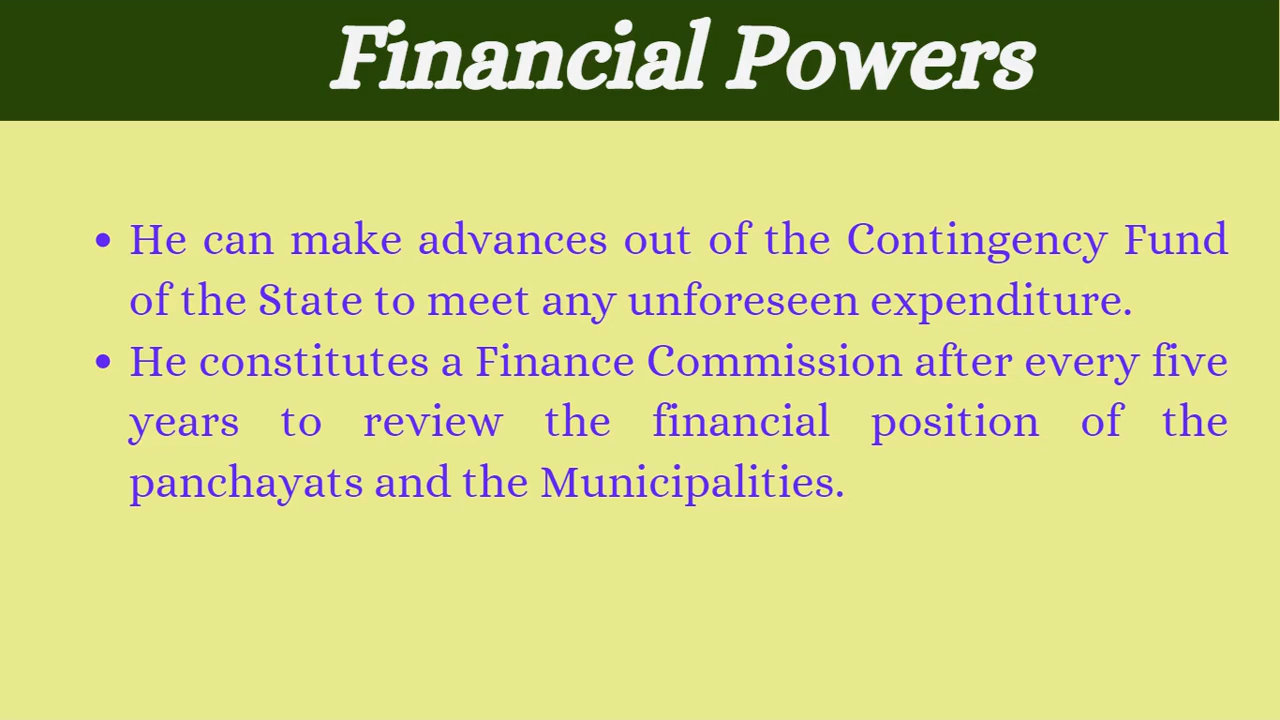 Financial Powers
• He can make advances out of the Contingency Fund
of the State to meet any unforeseen expenditure.
• He constitutes a Finance Commission after every five
years to review the financial position of the
panchayats and the Municipalities.